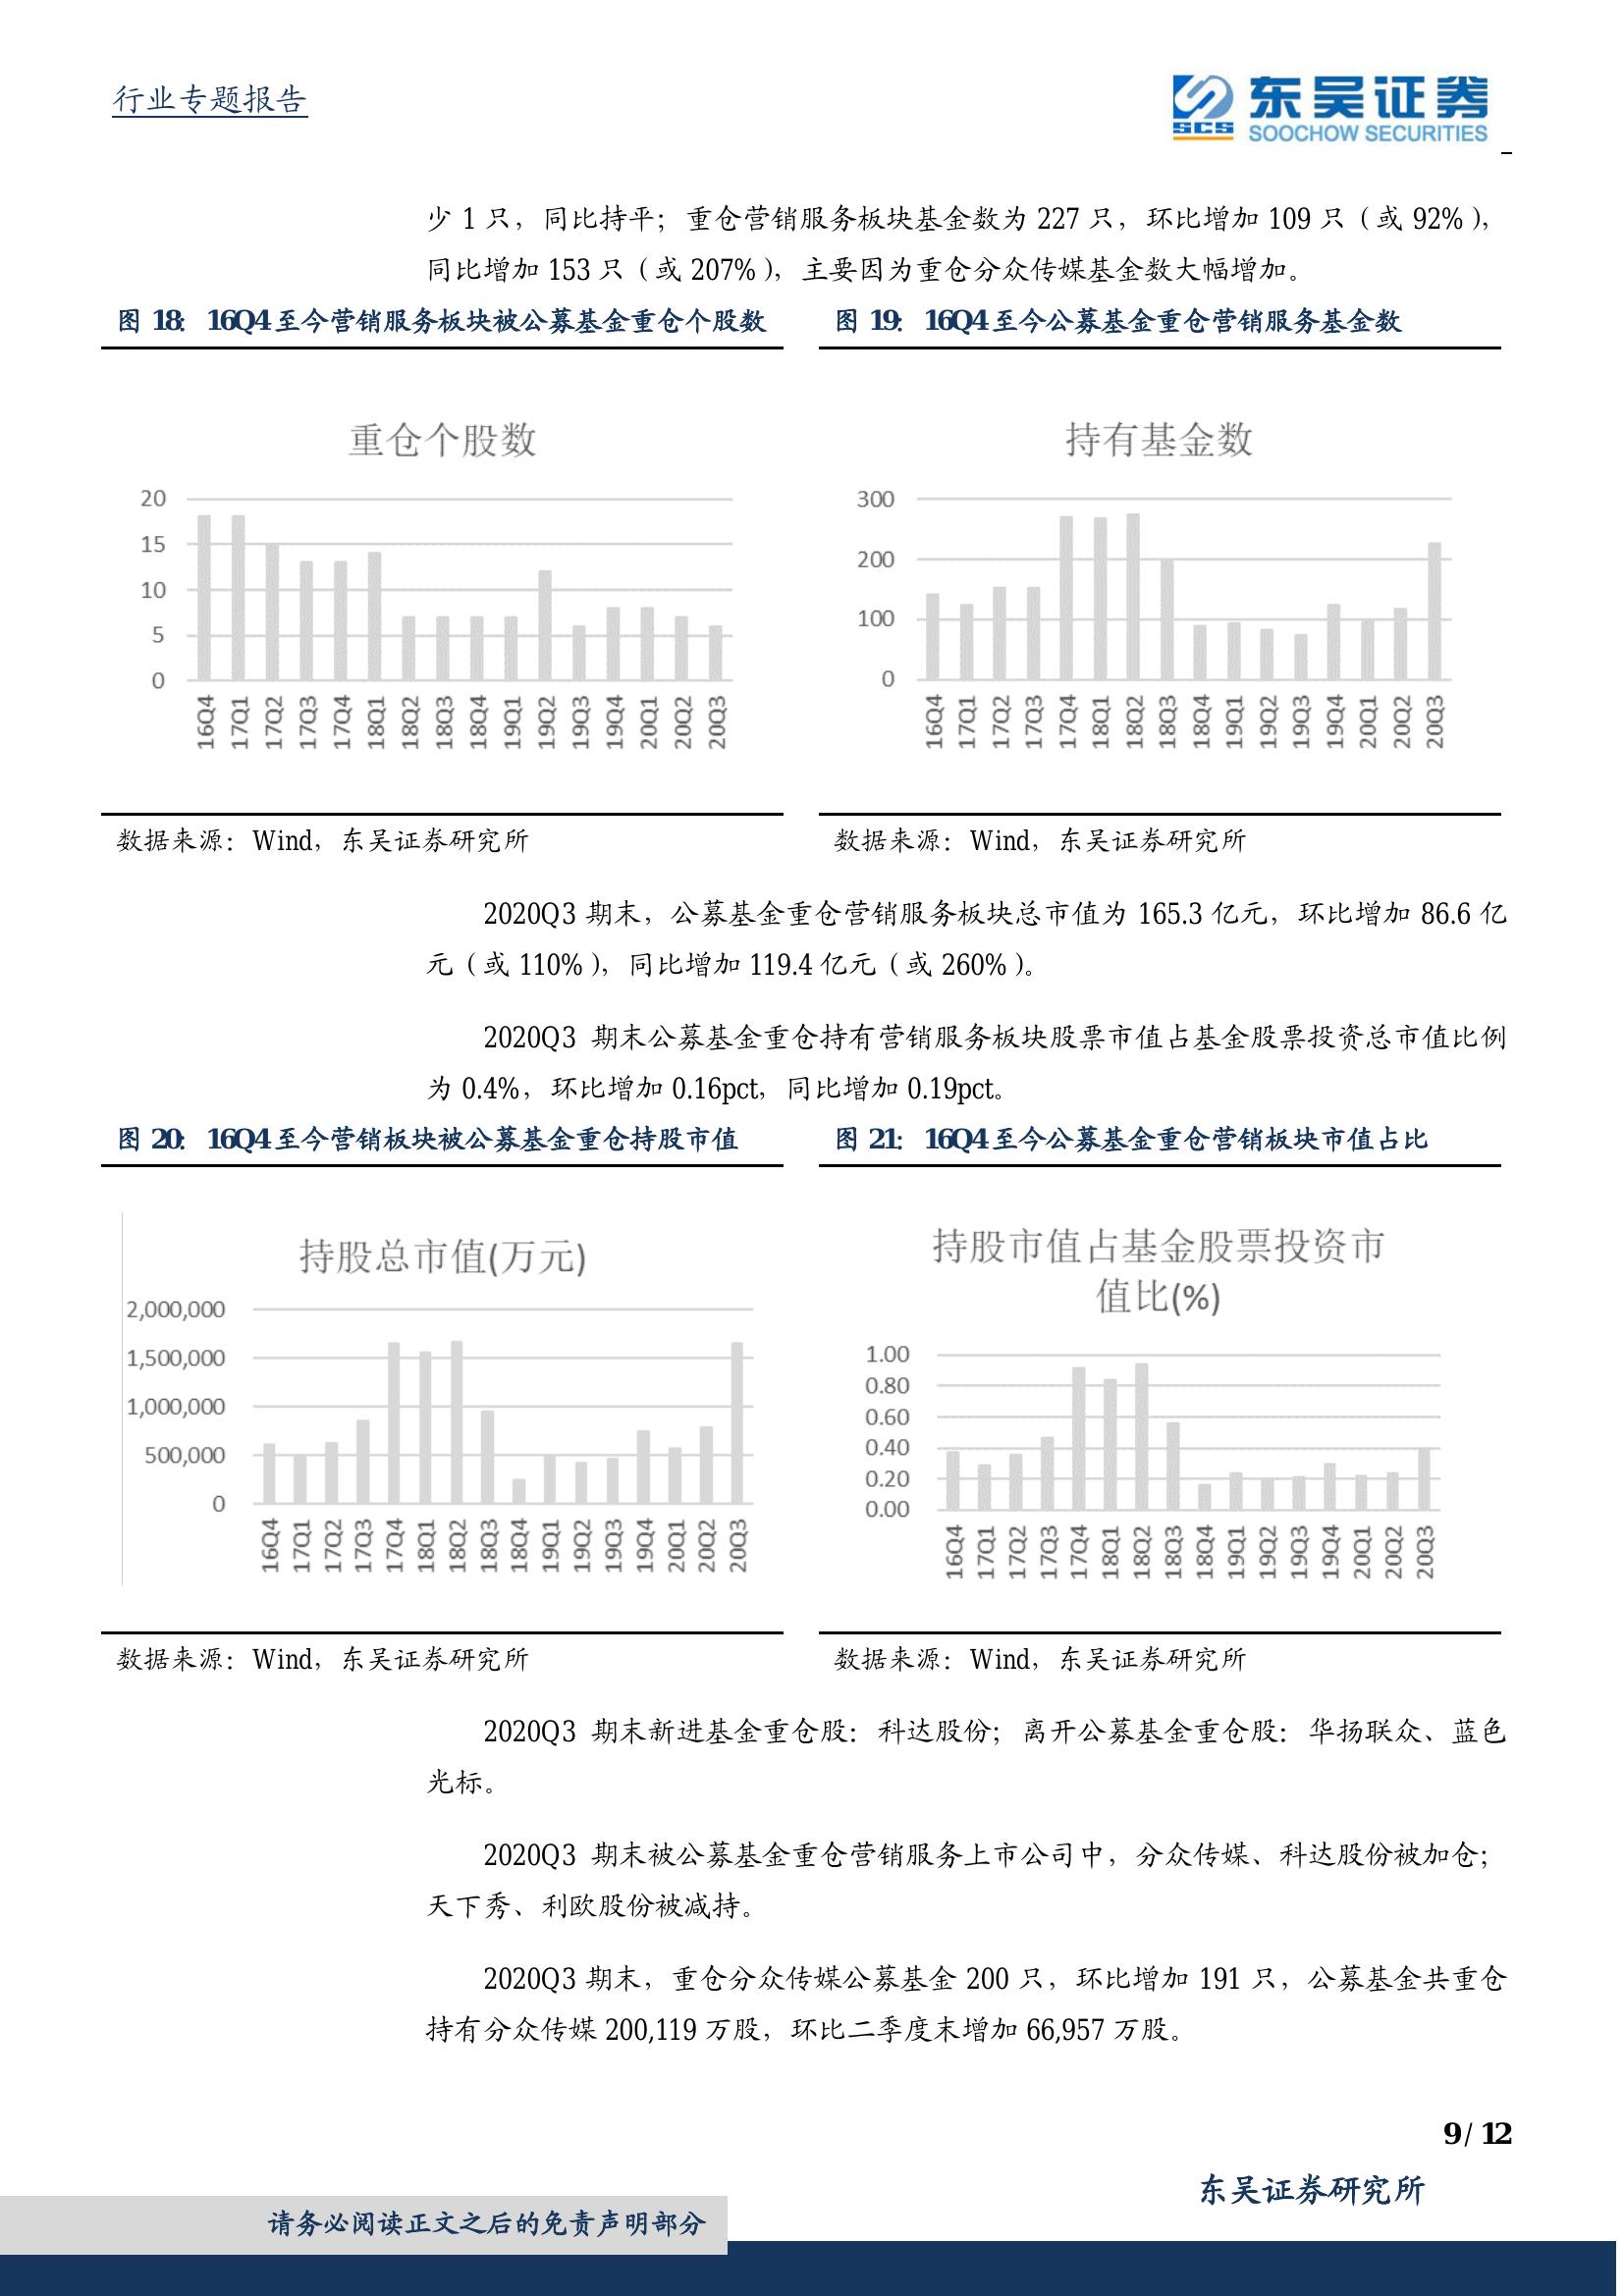 行业专题报告
东吴证券
SCS
SOOCHOW SECURITIES
少 1 只，同比持平；重仓营销服务板块基金数为 227 只，环比增加 109 只（或 92%），
同比增加 153 只（或 207%），主要因为重仓分众传媒基金数大幅增加。
图 18： 16Q4 至今营销服务板块被公募基金重仓个股数
图 19： 16Q4 至今公募基金重仓营销服务基金数
重仓个股数
20
15
10
5
0
16Q4 17Q1 17Q2 17Q3 17Q4 18Q1 18Q2 18Q3 18Q4 19Q1 19Q2 19Q3 19Q4 20Q1 20Q2 20Q3
持有基金数
300
200
100
0
16Q4 17Q1 17Q2 17Q3 17Q4 18Q1 18Q2 18Q3 18Q4 19Q1 19Q2 19Q3 19Q4 20Q1 20Q2 20Q3
数据来源：Wind，东吴证券研究所
数据来源：Wind，东吴证券研究所
2020Q3 期末，公募基金重仓营销服务板块总市值为 165.3 亿元，环比增加 86.6 亿
元（或 110%），同比增加 119.4 亿元（或 260%）。
2020Q3 期末公募基金重仓持有营销服务板块股票市值占基金股票投资总市值比例
为 0.4%，环比增加 0.16pct，同比增加 0.19pct。
图 20： 16Q4 至今营销板块被公募基金重仓持股市值
图 21： 16Q4 至今公募基金重仓营销板块市值占比
持股总市值(万元)
2,000,000
1,500,000
1,000,000
500,000
0
16Q4 17Q1 17Q2 17Q3 17Q4 18Q1 18Q2 18Q3 18Q4 19Q1 19Q2 19Q3 19Q4 20Q1 20Q2 20Q3
持股市值占基金股票投资市
值比(%)
1.00
0.80
0.60
0.40
0.20
0.00
16Q4 17Q1 17Q2 17Q3 17Q4 18Q1 18Q2 18Q3 18Q4 19Q1 19Q2 19Q3 19Q4 20Q1 20Q2 20Q3
数据来源：Wind，东吴证券研究所
数据来源：Wind，东吴证券研究所
2020Q3 期末新进基金重仓股：科达股份；离开公募基金重仓股：华扬联众、蓝色
光标。
2020Q3 期末被公募基金重仓营销服务上市公司中，分众传媒、科达股份被加仓；
天下秀、利欧股份被减持。
2020Q3 期末，重仓分众传媒公募基金 200 只，环比增加 191 只，公募基金共重仓
持有分众传媒 200,119 万股，环比二季度末增加 66,957 万股。
9 / 12
东吴证券研究所
请务必阅读正文之后的免责声明部分